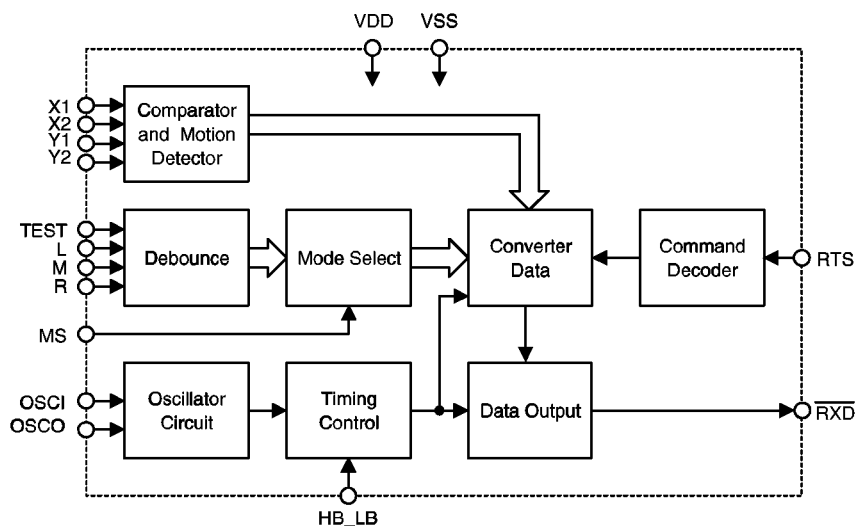 VDD
VSS
X1
X2
Y1
Y2
Comparator
and Motion
Detector
TEST
L
M
R
Debounce
Mode Select
Converter
Data
Command
Decoder
RTS
MS
OSCI
OSCO
Oscillator
Circuit
Timing
Control
Data Output
RXD
HB_LB